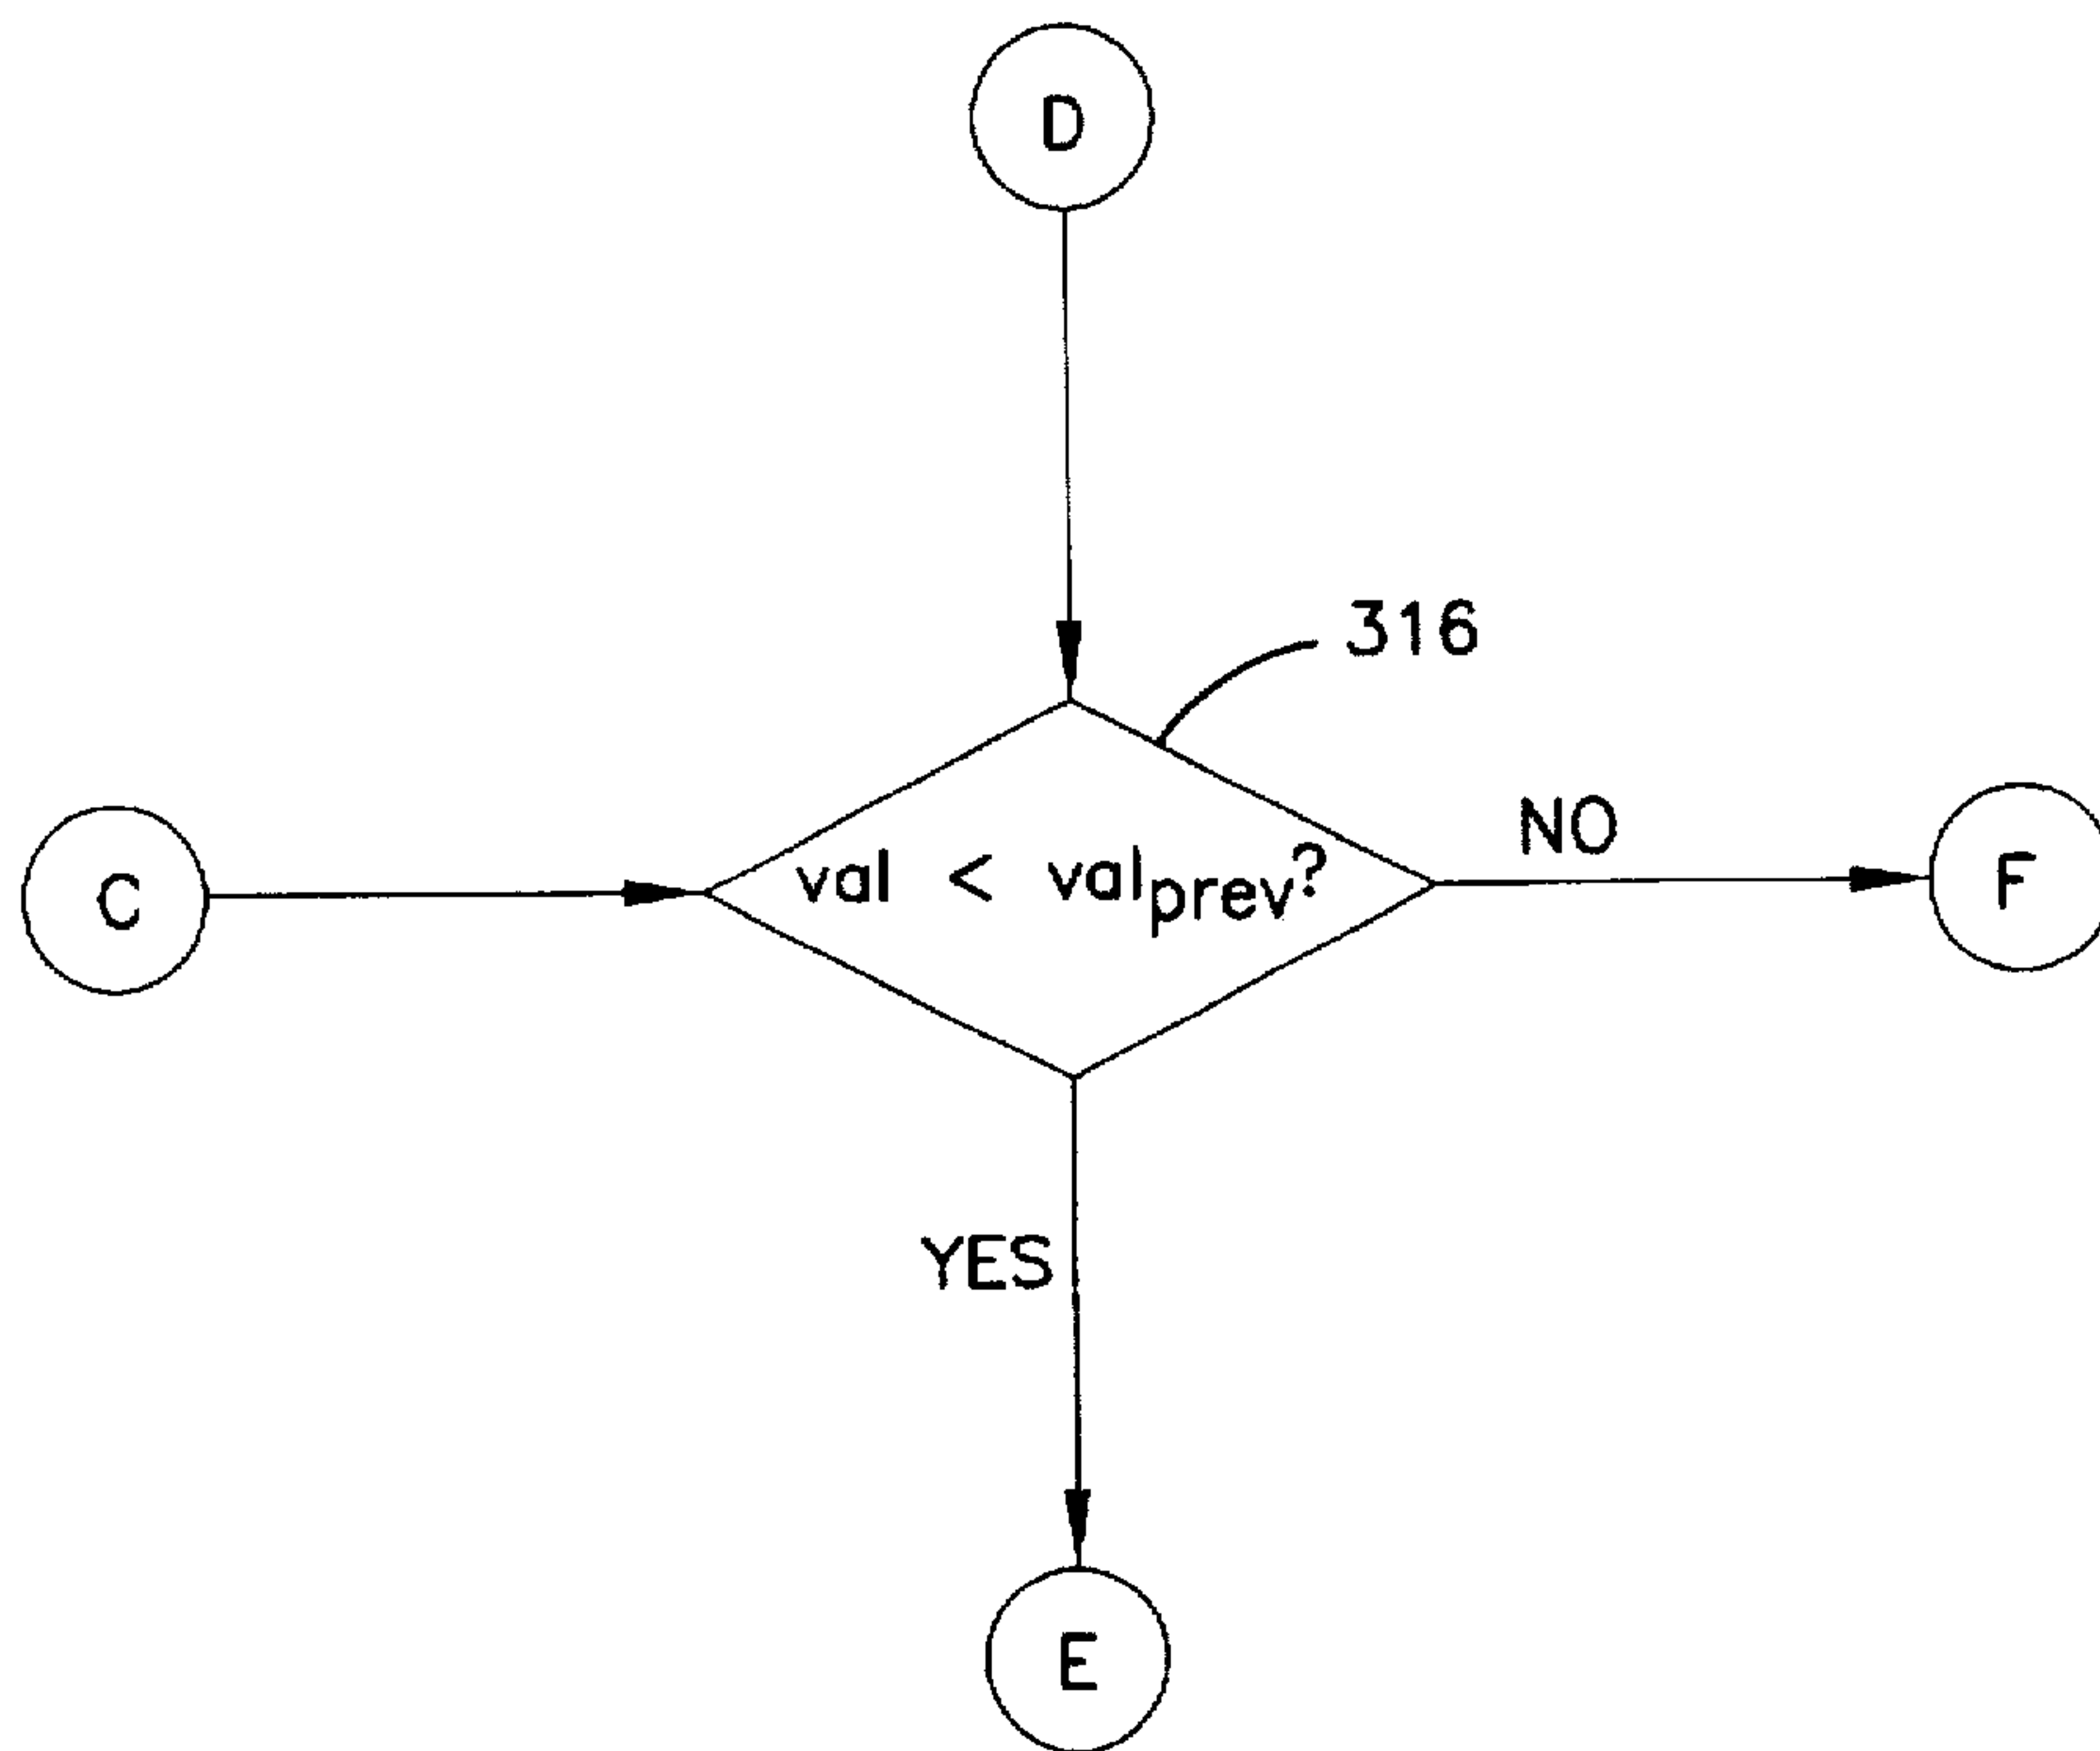 D
316
NO
C
val < valprev?
F
YES
E